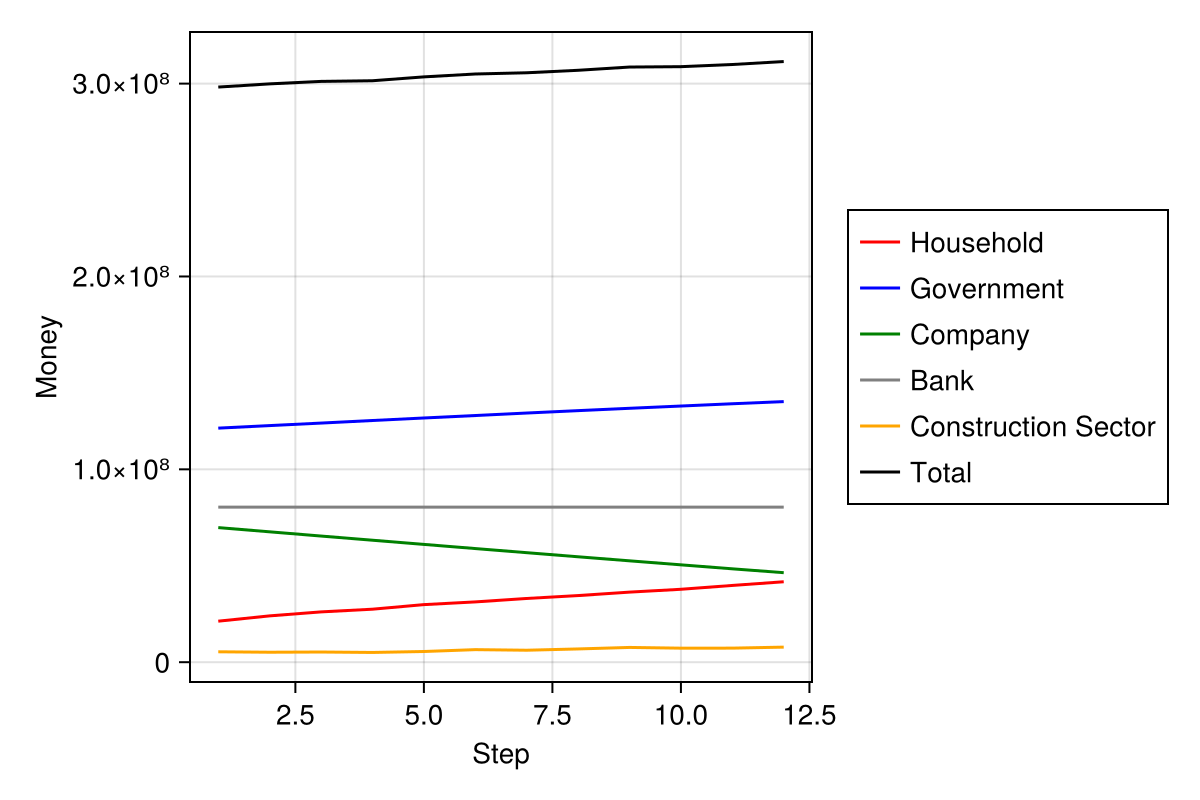 3.0×10⁸
2.0×10⁸
1.0×10⁸
0
Money
2.5 5.0 7.5 10.0 12.5
Step
Household
Government
Company
Bank
Construction Sector
Total